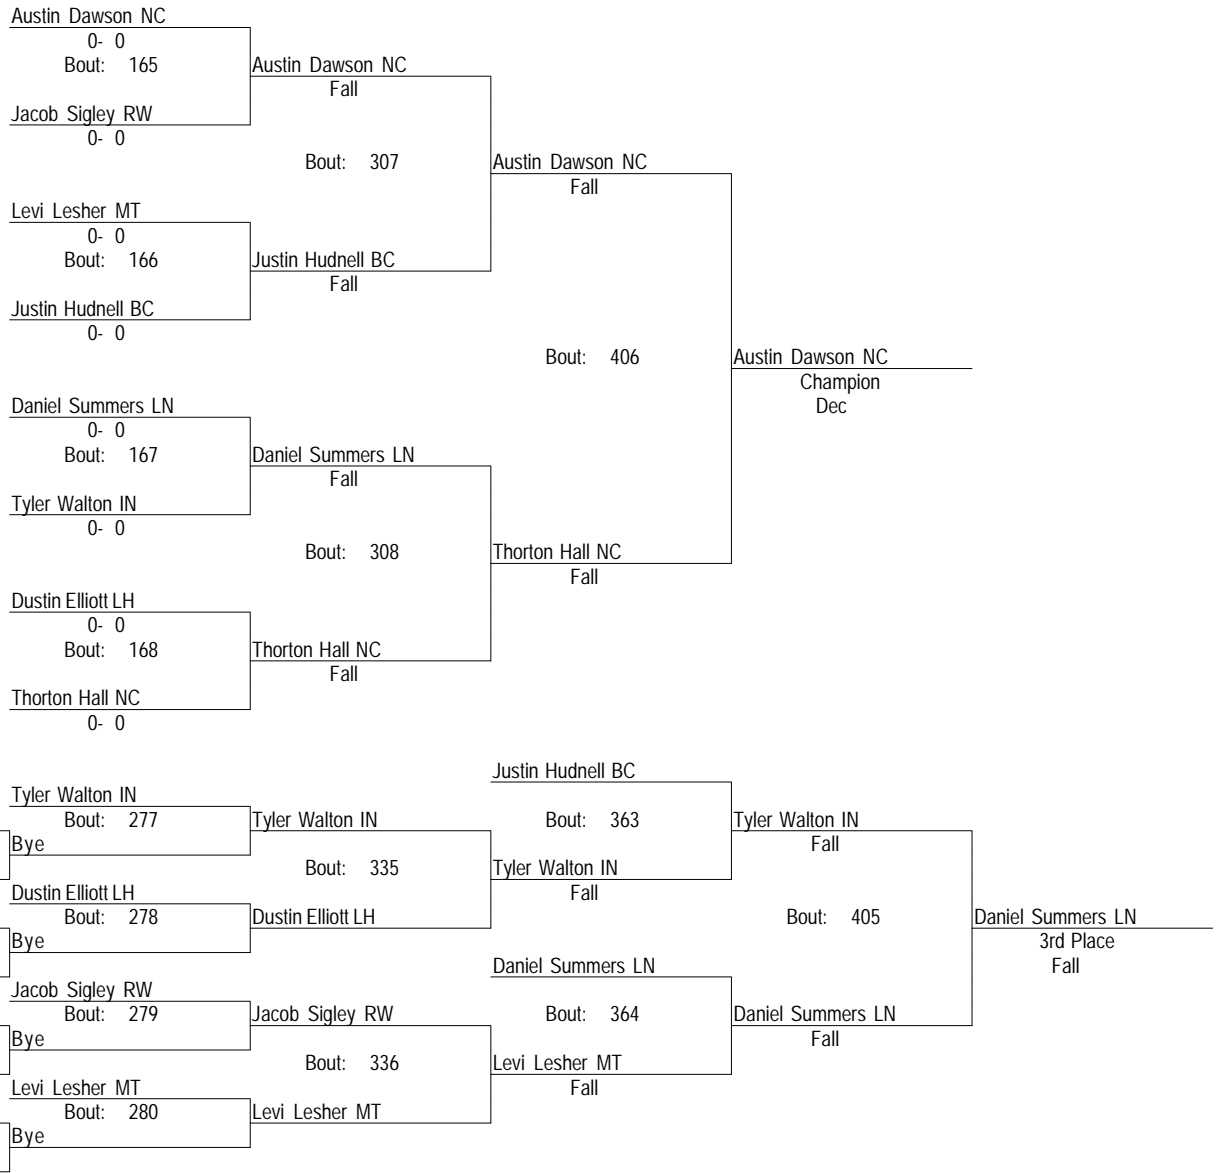 Austin Dawson NC
0- 0
Bout: 165
Austin Dawson NC
Fall
Jacob Sigley RW
0- 0
Bout: 307
Austin Dawson NC
Fall
Levi Lesher MT
0- 0
Bout: 166
Justin Hudnell BC
Fall
Justin Hudnell BC
0- 0
Bout: 406
Austin Dawson NC
Champion
Dec
Daniel Summers LN
0- 0
Bout: 167
Daniel Summers LN
Fall
Tyler Walton IN
0- 0
Bout: 308
Thorton Hall NC
Fall
Dustin Elliott LH
0- 0
Bout: 168
Thorton Hall NC
Fall
Thorton Hall NC
0- 0
Justin Hudnell BC
Tyler Walton IN
Bout: 277
Tyler Walton IN
Bout: 363
Tyler Walton IN
Fall
Bye
Bout: 335
Tyler Walton IN
Fall
Dustin Elliott LH
Bout: 278
Dustin Elliott LH
Bout: 405
Daniel Summers LN
3rd Place
Fall
Bye
Daniel Summers LN
Jacob Sigley RW
Bout: 279
Jacob Sigley RW
Bout: 364
Daniel Summers LN
Fall
Bye
Bout: 336
Levi Lesher MT
Fall
Levi Lesher MT
Bout: 280
Levi Lesher MT
Bye